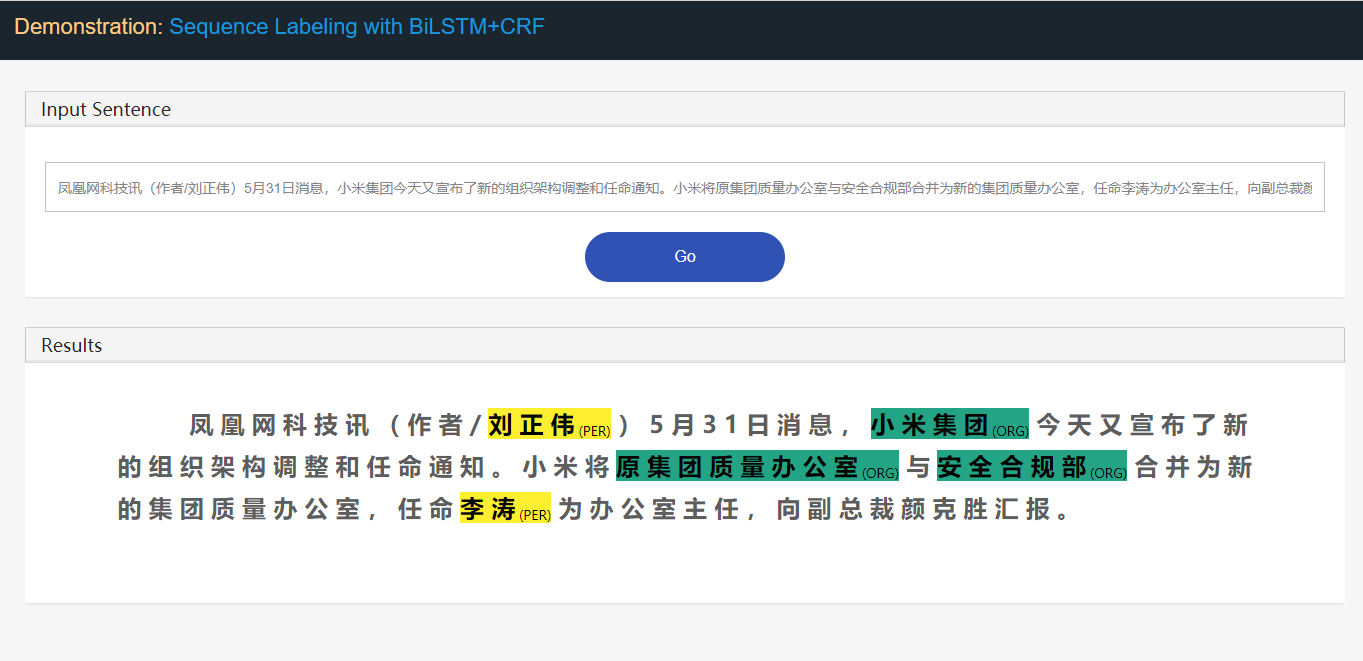 Demonstration: Sequence Labeling with BiLSTM+CRF
Input Sentence
凤凰网科技讯（作者/刘正伟）5月31日消息，小米集团今天又宣布了新的组织架构调整和任命通知。小米将原集团质量办公室与安全合规部合并为新的集团质量办公室，任命李涛为办公室主任，向副总裁颜
Go
Results
凤凰网科技讯（作者/刘正伟(PER)）5月31日消息，小米集团(ORG)今天又宣布了新
的组织架构调整和任命通知。小米将原集团质量办公室(ORG)与安全合规部(ORG)合并为新
的集团质量办公室，任命李涛(PER)为办公室主任，向副总裁颜克胜汇报。